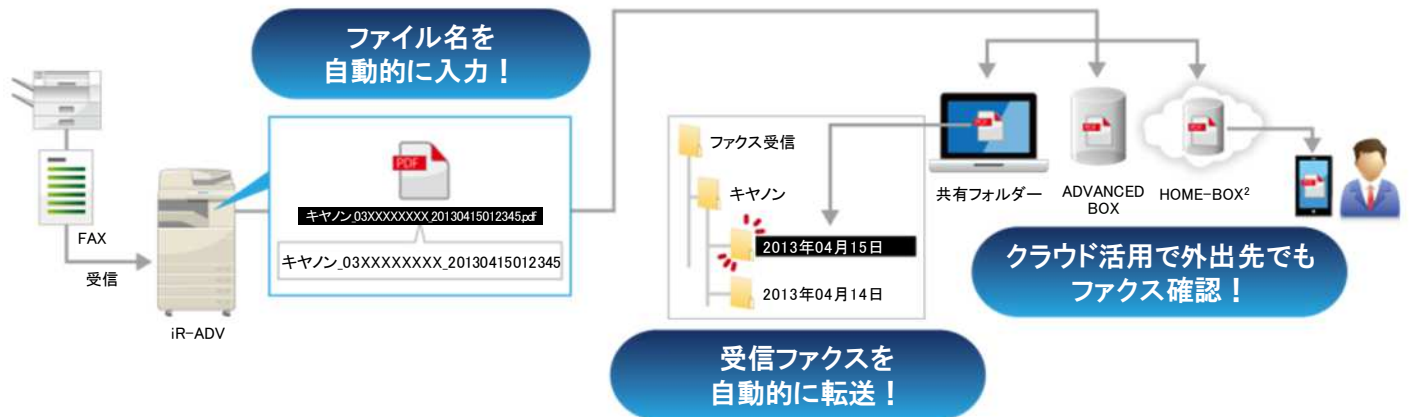 ファイル名を
自動的に入力！
FAX
受信
iR-ADV
PDF
キヤノン_03XXXXXXXX_20130415012345.pdf
キヤノン_03XXXXXXXX_20130415012345
ファクス受信
キヤノン
2013年04月15日
2013年04月14日
受信ファクスを
自動的に転送！
PDF
共有フォルダー
PDF
ADVANCED
BOX
PDF
HOME-BOX²
クラウド活用で外出先でも
ファクス確認！